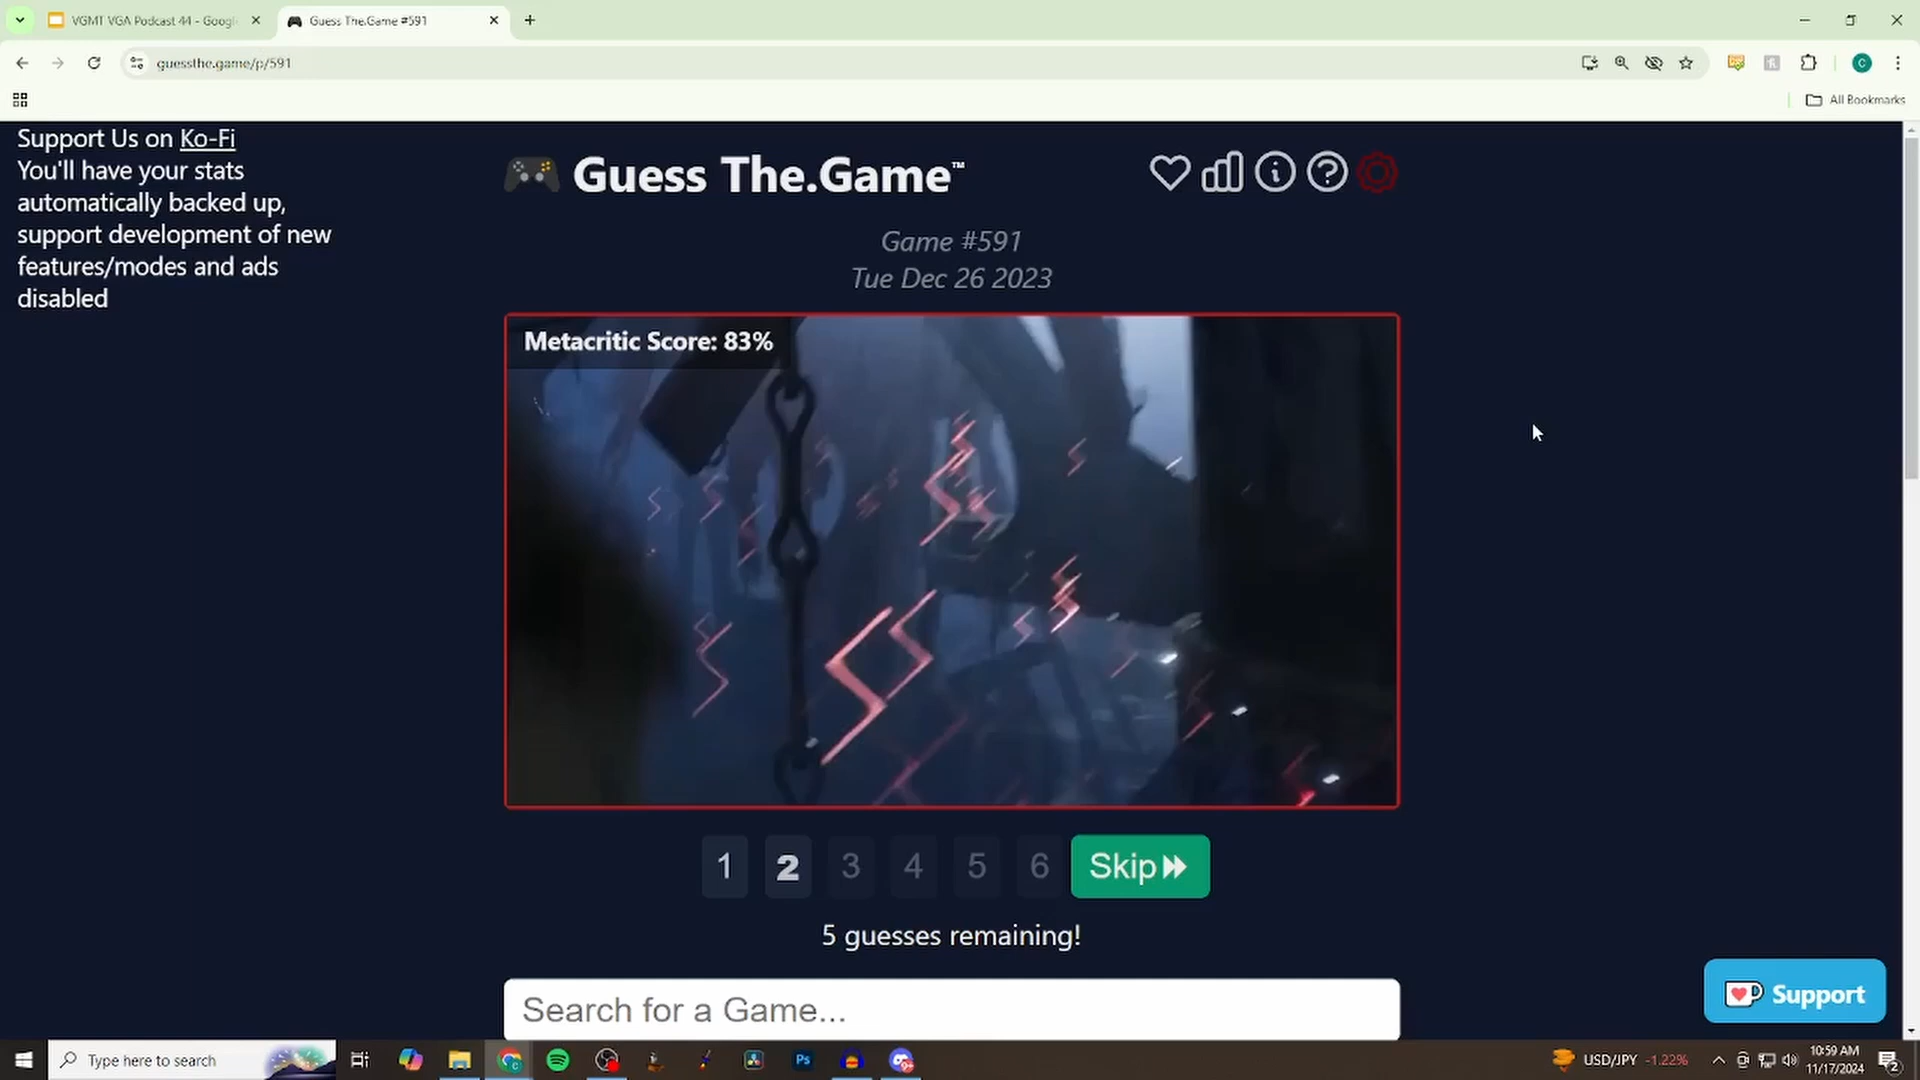 VGMT VGA Podcast 44 - Googl
Guess The.Game #591
guessthe.game/p/591
All Bookmarks
Support Us on Ko-Fi
You'll have your stats
automatically backed up,
support development of new
features/modes and ads
disabled
Guess The.Game™
Game #591
Tue Dec 26 2023
Metacritic Score: 83%
1 2 3 4 5 6 Skip
5 guesses remaining!
Search for a Game...
Support
Type here to search
Ps
USD/JPY -1.22%
10:59 AM
11/17/2024
2